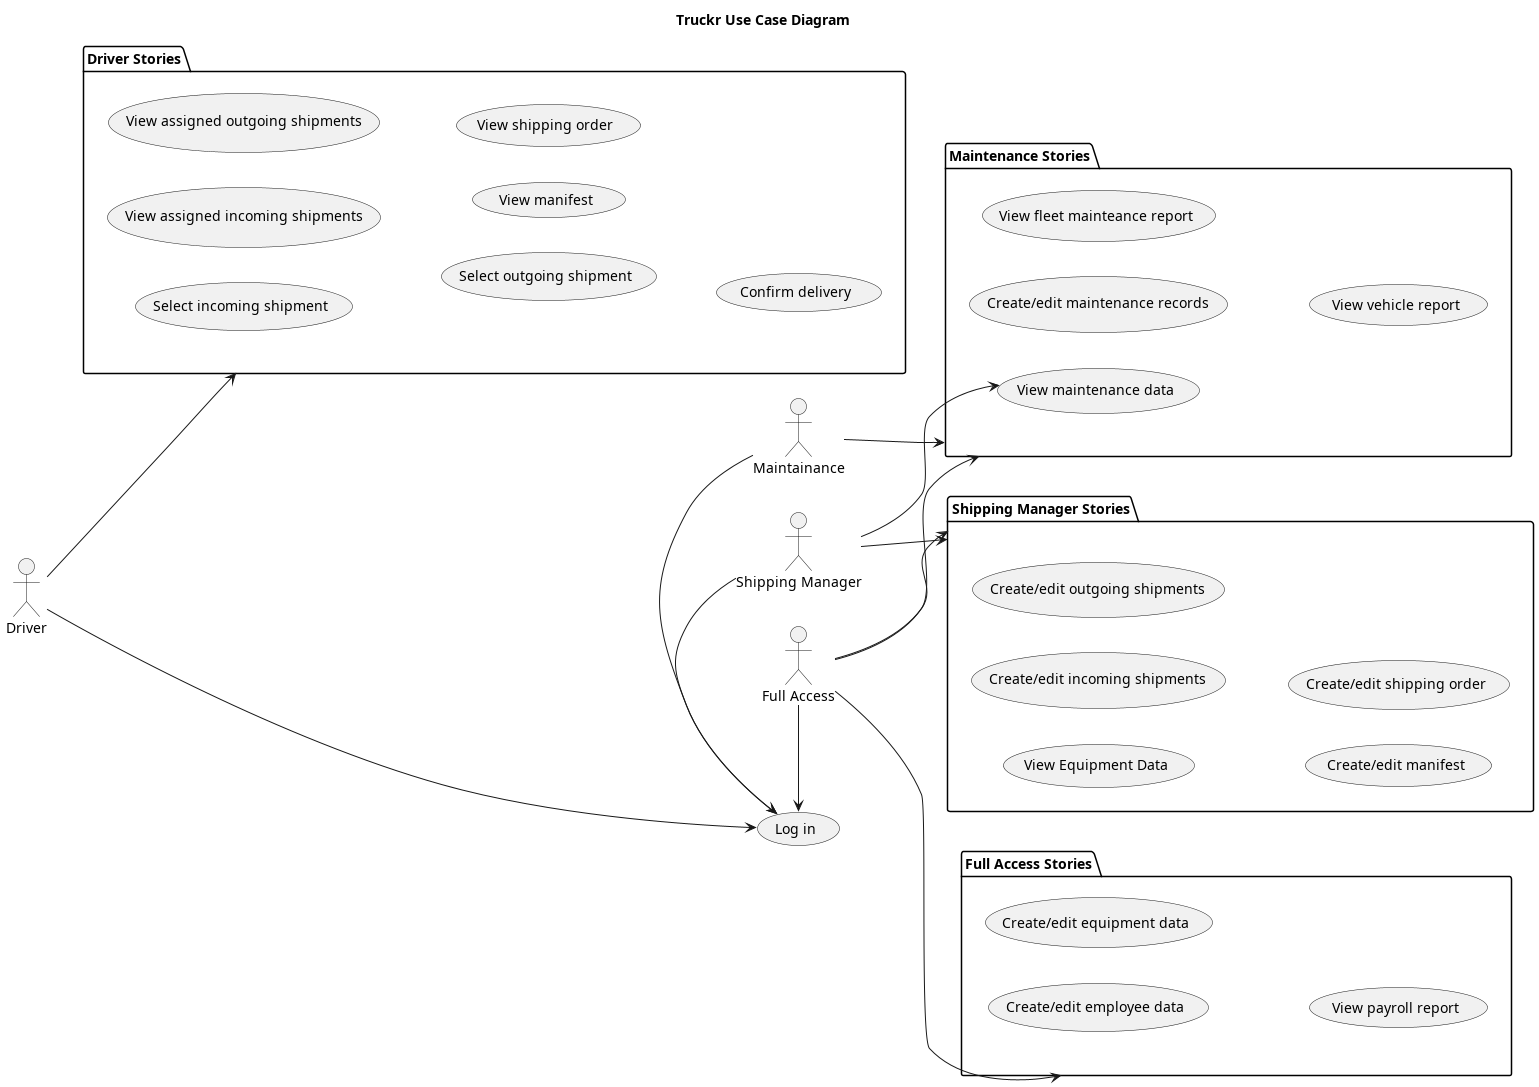 Truckr Use Case Diagram
Driver Stories
View assigned outgoing shipments
View shipping order
View assigned incoming shipments
View manifest
Select incoming shipment
Select outgoing shipment
Confirm delivery
Maintenance Stories
View fleet mainteance report
Create/edit maintenance records
View vehicle report
View maintenance data
Maintainance
Shipping Manager
Driver
Full Access
Log in
Shipping Manager Stories
Create/edit outgoing shipments
Create/edit incoming shipments
Create/edit shipping order
View Equipment Data
Create/edit manifest
Full Access Stories
Create/edit equipment data
Create/edit employee data
View payroll report